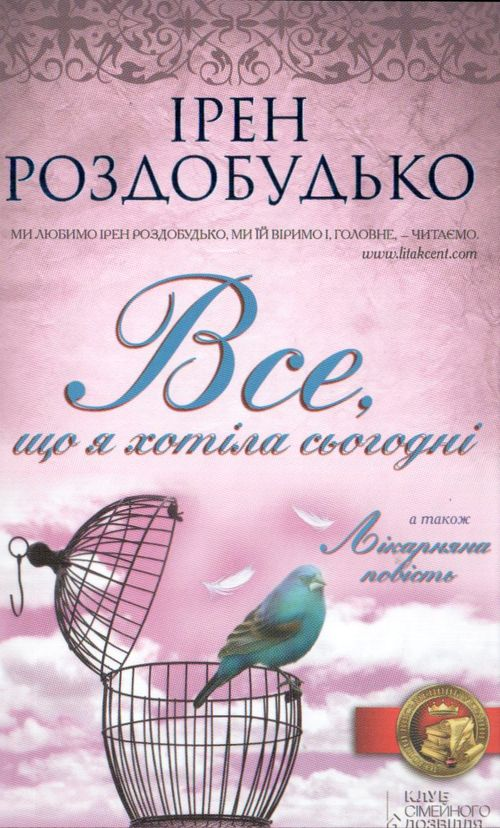 ІРЕН
РОЗДОБУДЬКО
МИ ЛЮБИМО ІРЕН РОЗДОБУДЬКО, МИ ЇЙ ВІРИМО І, ГОЛОВНЕ, – ЧИТАЄМО.
www.litakcent.com
Все,
що я хотіла сьогодні
а також
Лікарняна
повість
КЛУБ
СІМЕЙНОГО
ДОЗВІЛЛЯ